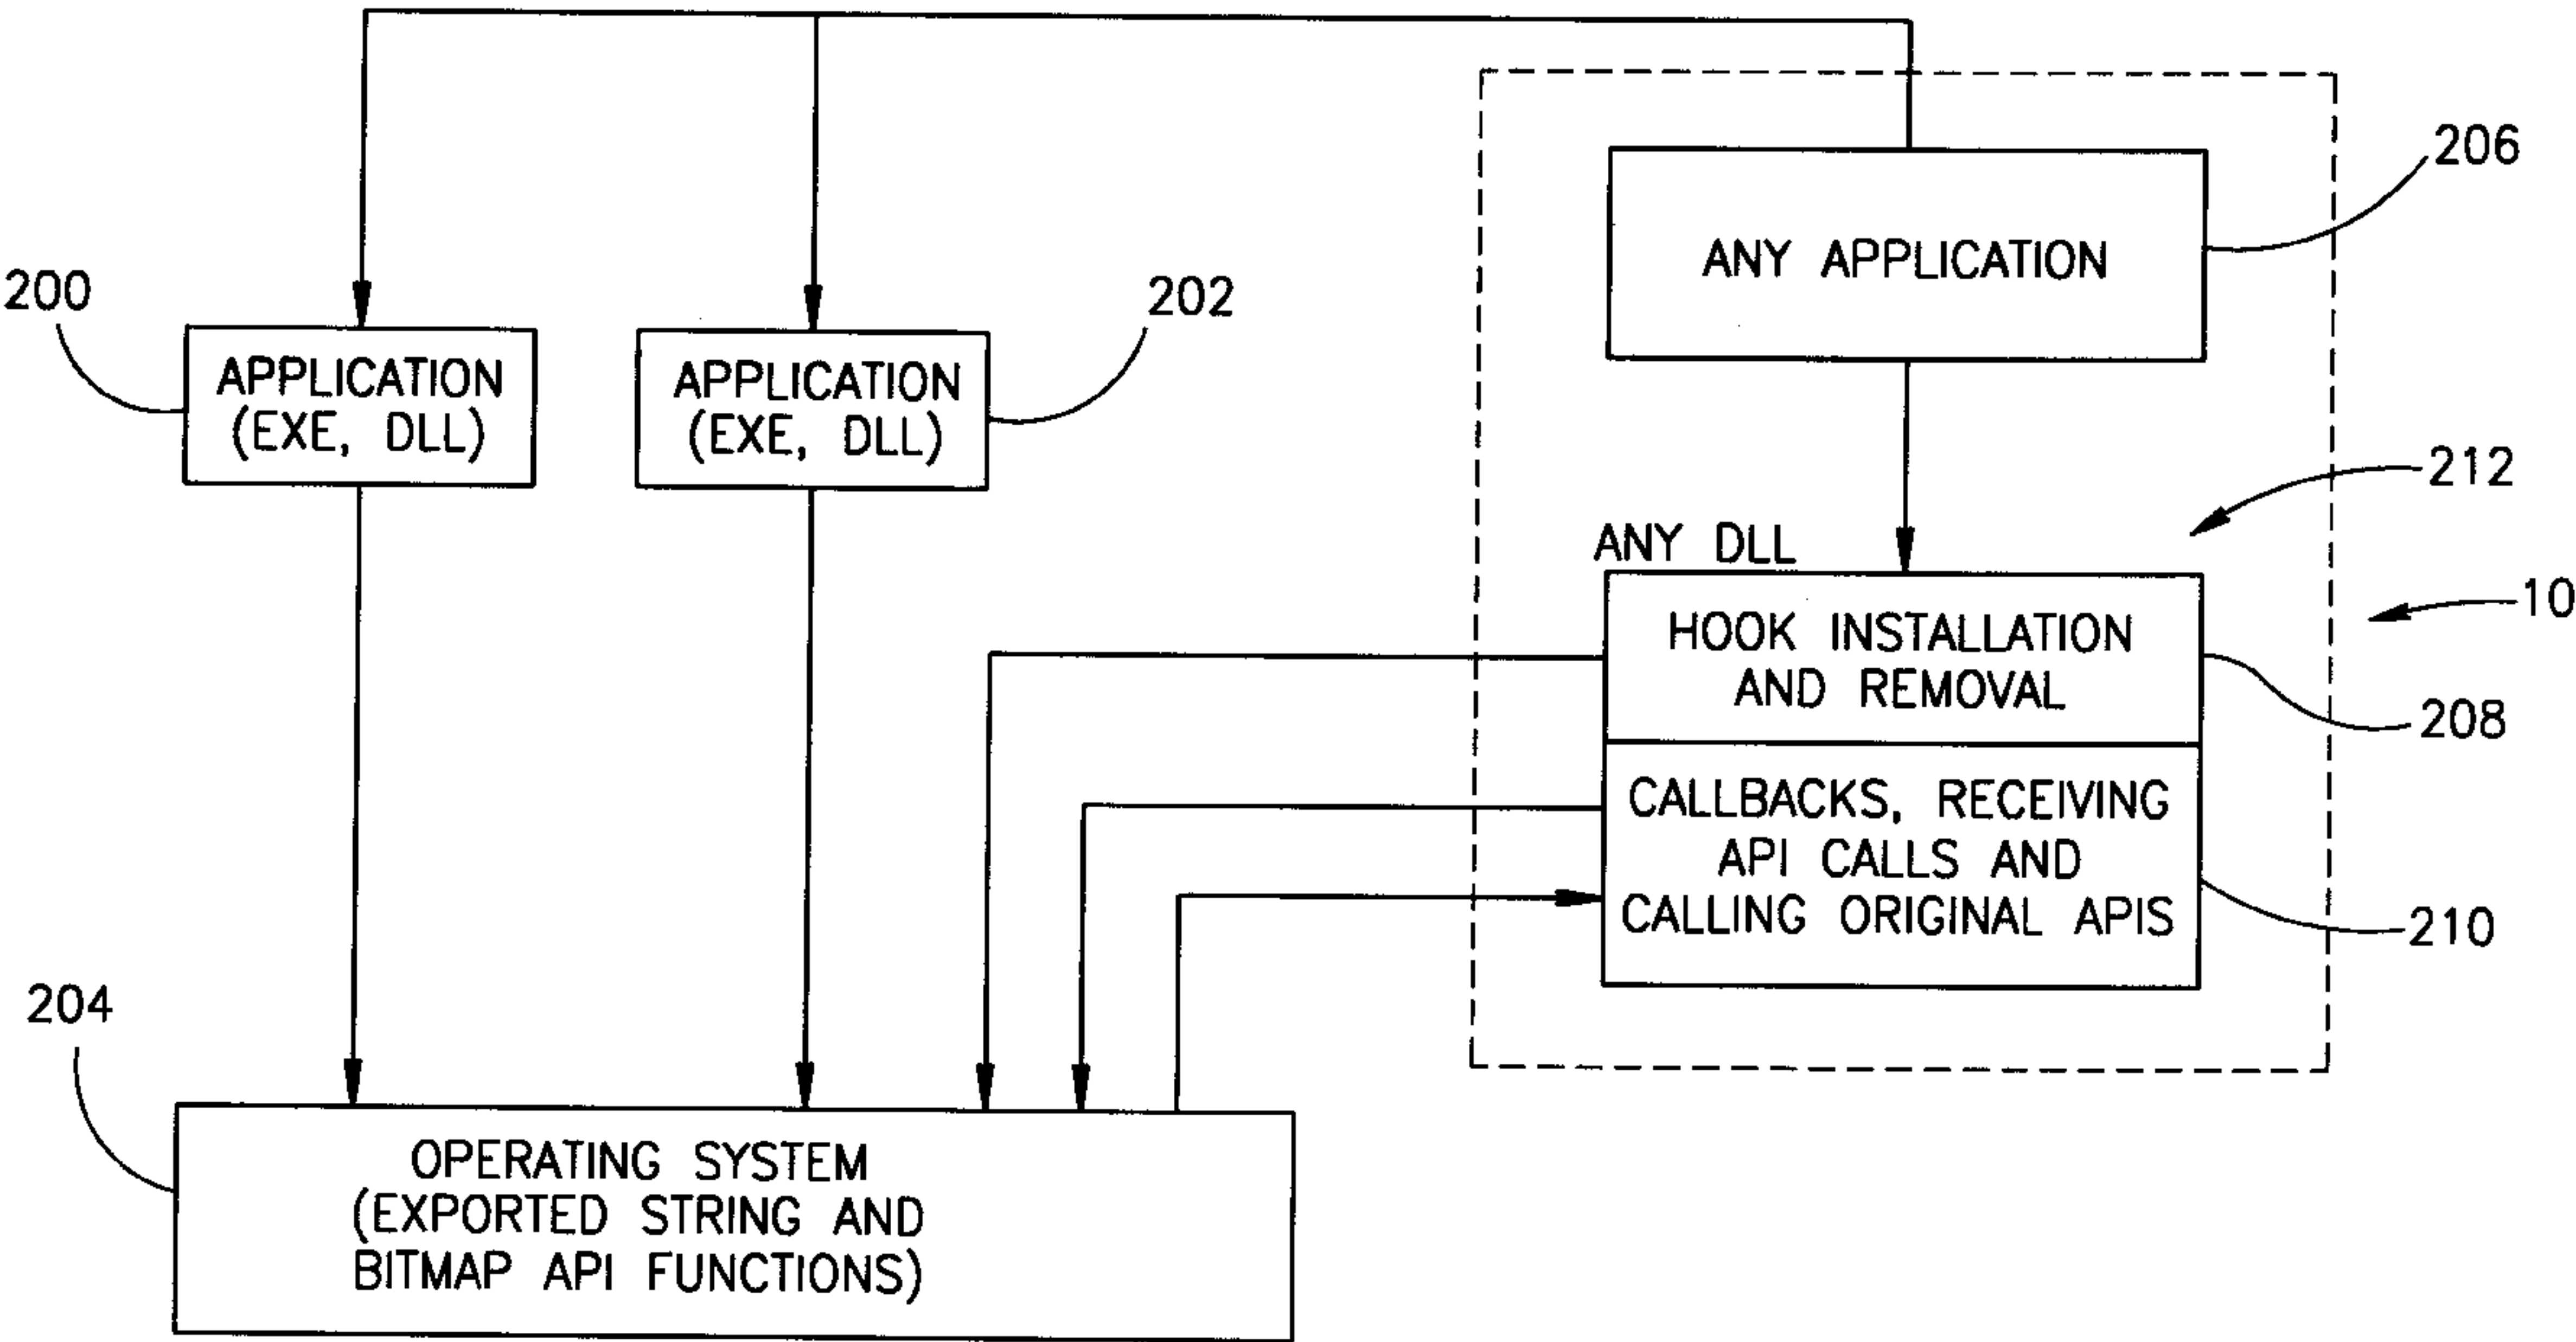 206
ANY APPLICATION
200
202
APPLICATION
(EXE, DLL)
APPLICATION
(EXE, DLL)
212
ANY DLL
10
HOOK INSTALLATION
AND REMOVAL
208
CALLBACKS, RECEIVING
API CALLS AND
CALLING ORIGINAL APIS
210
204
OPERATING SYSTEM
(EXPORTED STRING AND
BITMAP API FUNCTIONS)